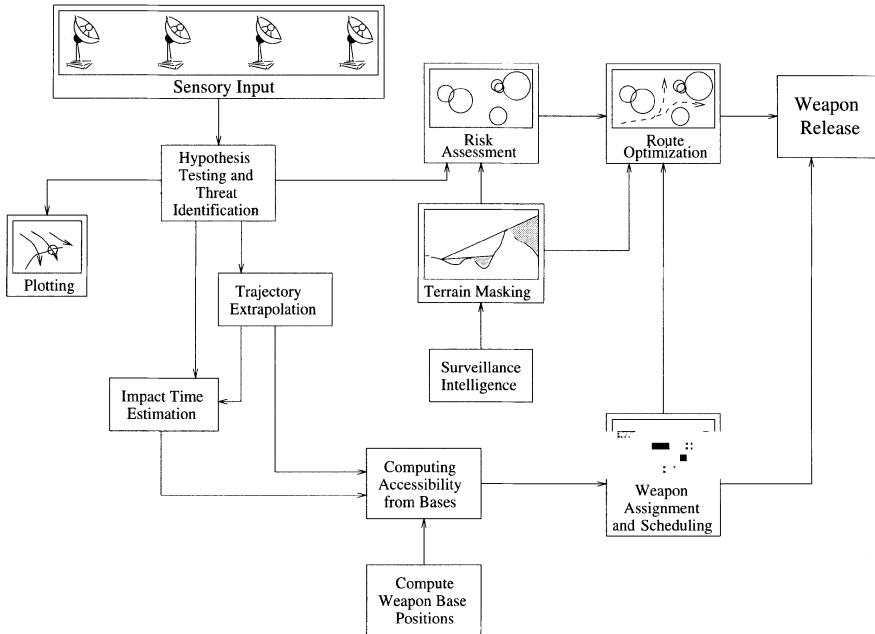 Sensory Input
Hypothesis
Testing and
Threat
Identification
Plotting
Trajectory
Extrapolation
Impact Time
Estimation
Risk
Assessment
Route
Optimization
Weapon
Release
Terrain Masking
Surveillance
Intelligence
Computing
Accessibility
from Bases
Weapon
Assignment
and Scheduling
Compute
Weapon Base
Positions